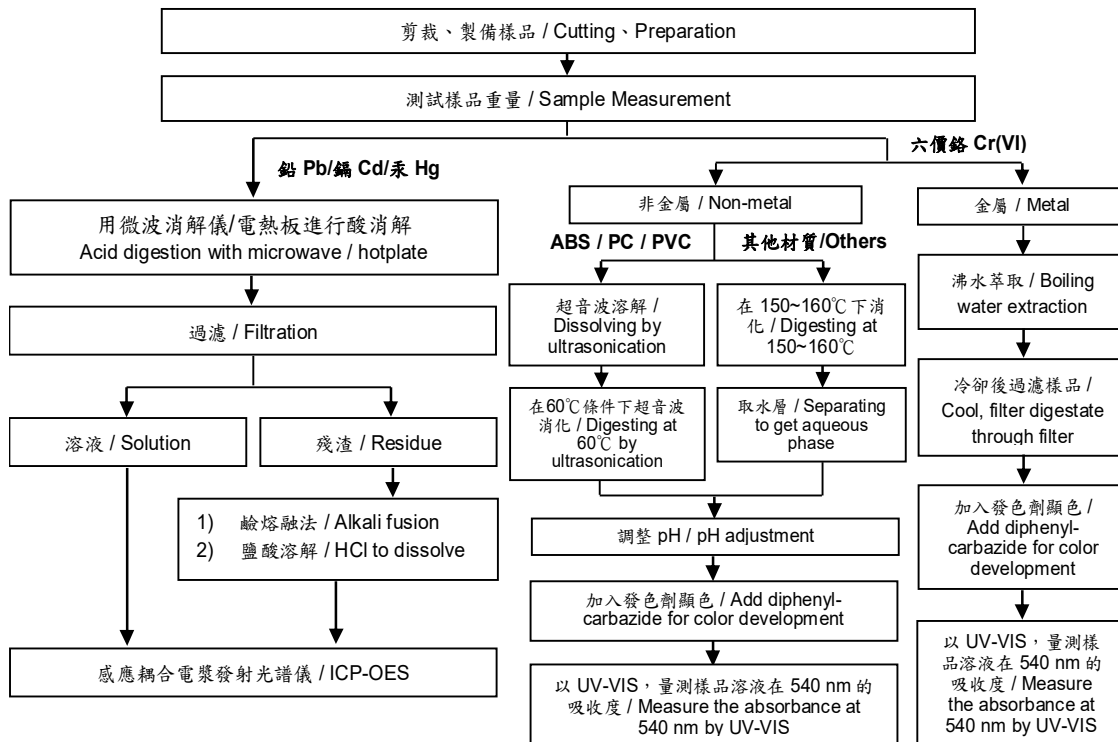 剪裁、製備樣品 / Cutting、Preparation
測試樣品重量 / Sample Measurement
鉛 Pb/鎘 Cd/汞 Hg
六價鉻 Cr(VI)
用微波消解儀/電熱板進行酸消解
Acid digestion with microwave / hotplate
過濾 / Filtration
溶液 / Solution
殘渣 / Residue
1) 鹼熔融法 / Alkali fusion
2) 鹽酸溶解 / HCl to dissolve
感應耦合電漿發射光譜儀 / ICP-OES
非金屬 / Non-metal
ABS / PC / PVC
其他材質/Others
超音波溶解 /
Dissolving by
ultrasonication
在60℃條件下超音波
消化 / Digesting at
60℃ by
ultrasonication
在 150~160℃下消
化 / Digesting at
150~160℃
取水層 / Separating
to get aqueous
phase
調整 pH / pH adjustment
加入發色劑顯色 / Add diphenyl-
carbazide for color development
以 UV-VIS，量測樣品溶液在 540 nm 的
吸收度 / Measure the absorbance at
540 nm by UV-VIS
金屬 / Metal
沸水萃取 / Boiling
water extraction
冷卻後過濾樣品 /
Cool, filter digestate
through filter
加入發色劑顯色 /
Add diphenyl-
carbazide for color
development
以 UV-VIS，量測樣
品溶液在 540 nm 的
吸收度 / Measure
the absorbance at
540 nm by UV-VIS